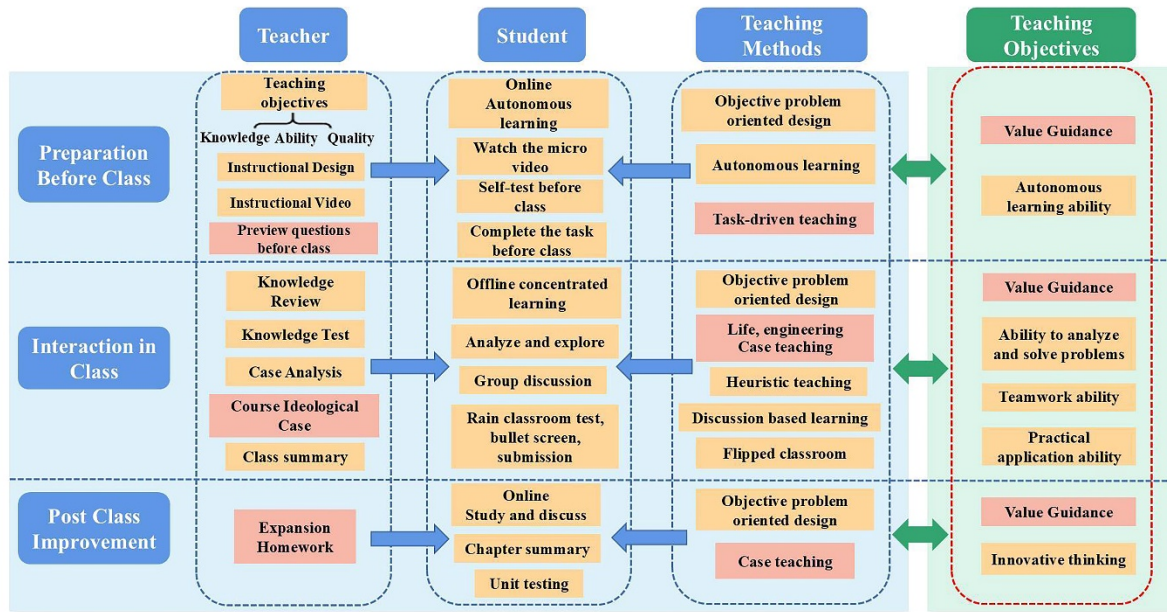 Teacher
Student
Teaching
Methods
Teaching
Objectives
Preparation
Before Class
Teaching
objectives
Knowledge Ability Quality
Instructional Design
Instructional Video
Preview questions
before class
Online
Autonomous
learning
Watch the micro
video
Self-test before
class
Complete the task
before class
Objective problem
oriented design
Autonomous learning
Task-driven teaching
Value Guidance
Autonomous
learning ability
Interaction in
Class
Knowledge
Review
Knowledge Test
Case Analysis
Course Ideological
Case
Class summary
Offline concentrated
learning
Analyze and explore
Group discussion
Rain classroom test,
bullet screen,
submission
Objective problem
oriented design
Life, engineering
Case teaching
Heuristic teaching
Discussion based learning
Flipped classroom
Value Guidance
Ability to analyze
and solve problems
Teamwork ability
Practical
application ability
Post Class
Improvement
Expansion
Homework
Online
Study and discuss
Chapter summary
Unit testing
Objective problem
oriented design
Case teaching
Value Guidance
Innovative thinking